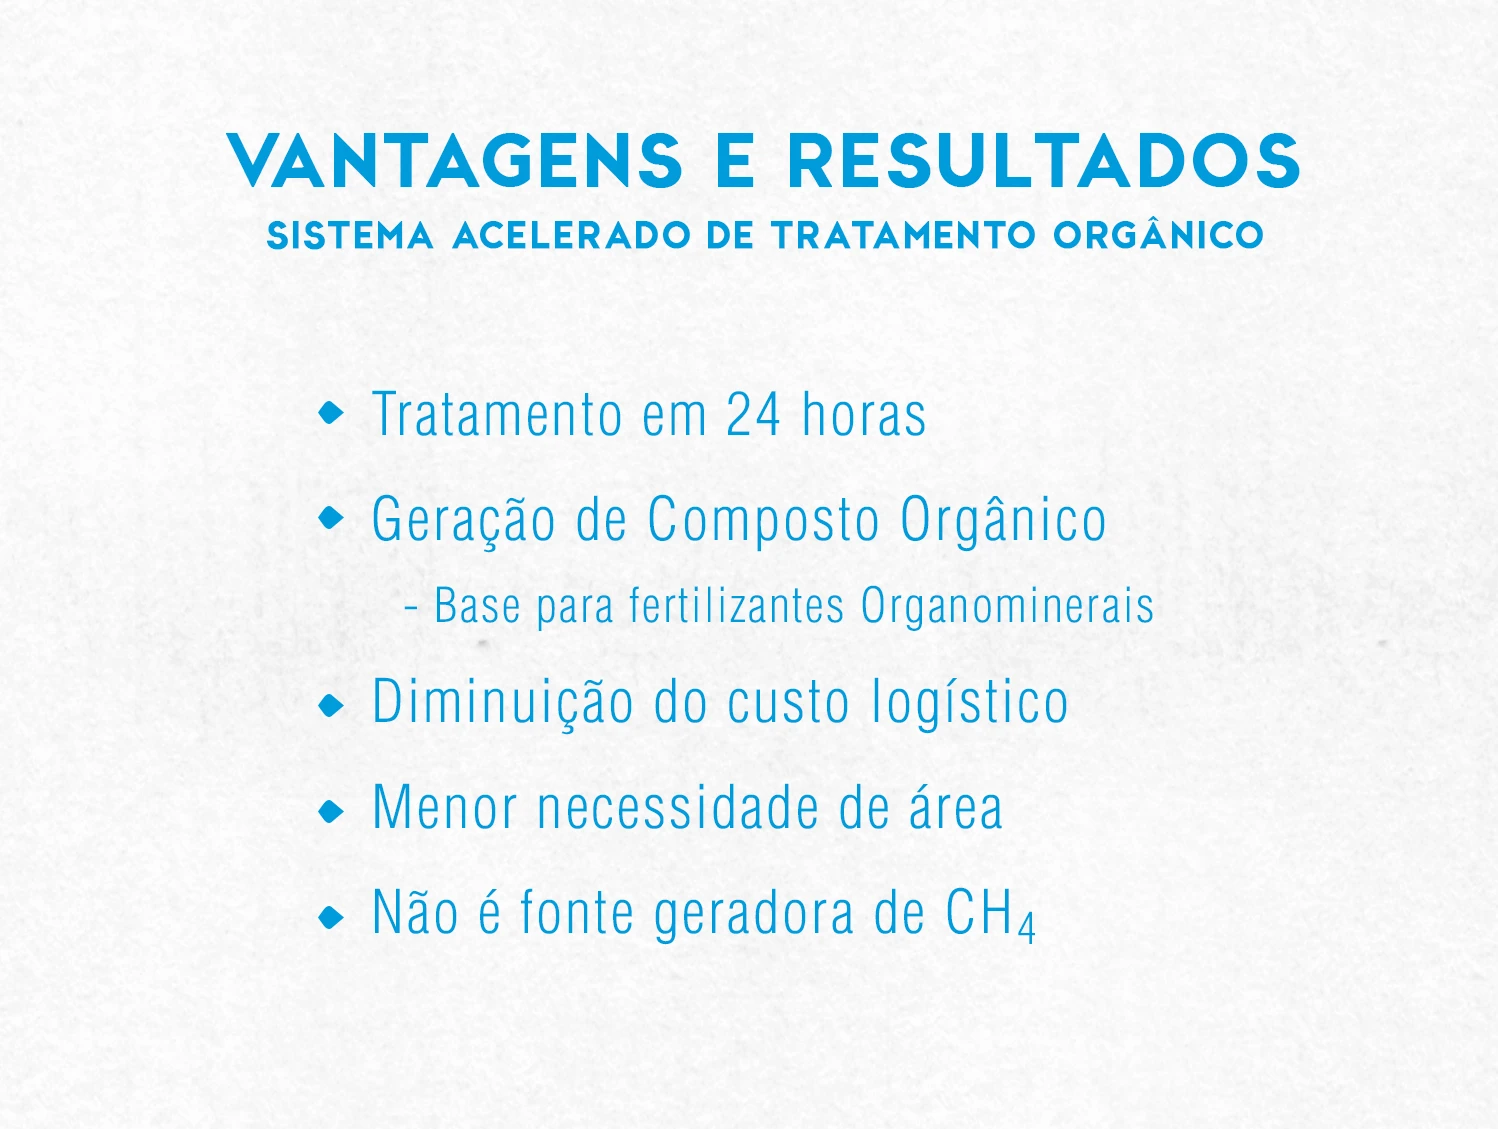 VANTAGENS E RESULTADOS
SISTEMA ACELERADO DE TRATAMENTO ORGÂNICO
Tratamento em 24 horas
Geração de Composto Orgânico
- Base para fertilizantes Organominerais
Diminuição do custo logístico
Menor necessidade de área
Não é fonte geradora de CH₄